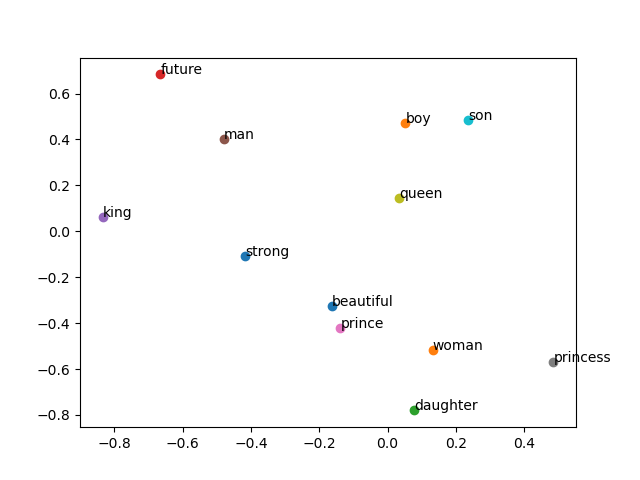 future
0.6
boy
son
man
0.4
0.2
queen
king
0.0
strong
−0.2
beautiful
prince
−0.4
woman
princess
−0.6
daughter
−0.8
−0.8 −0.6 −0.4 −0.2 0.0 0.2 0.4